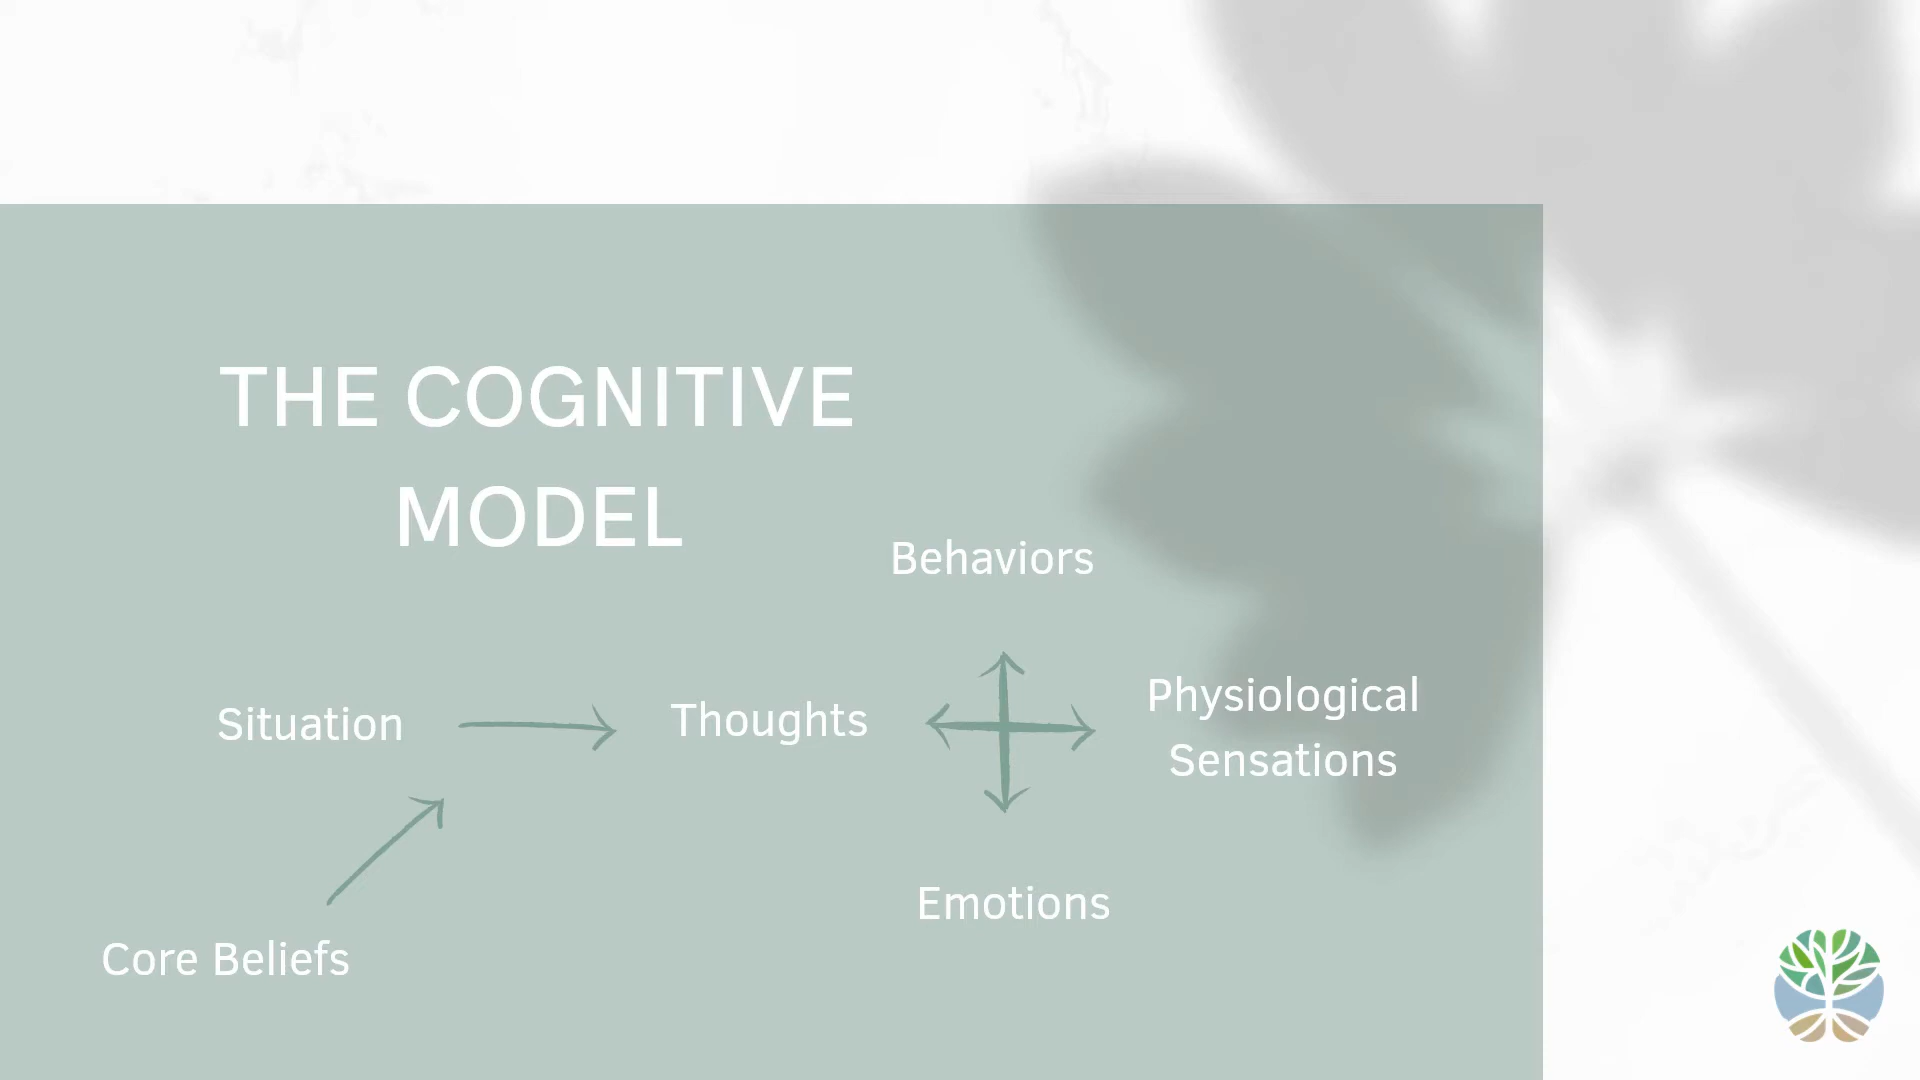 THE COGNITIVE
MODEL
Behaviors
Situation
Thoughts
Physiological
Sensations
Emotions
Core Beliefs